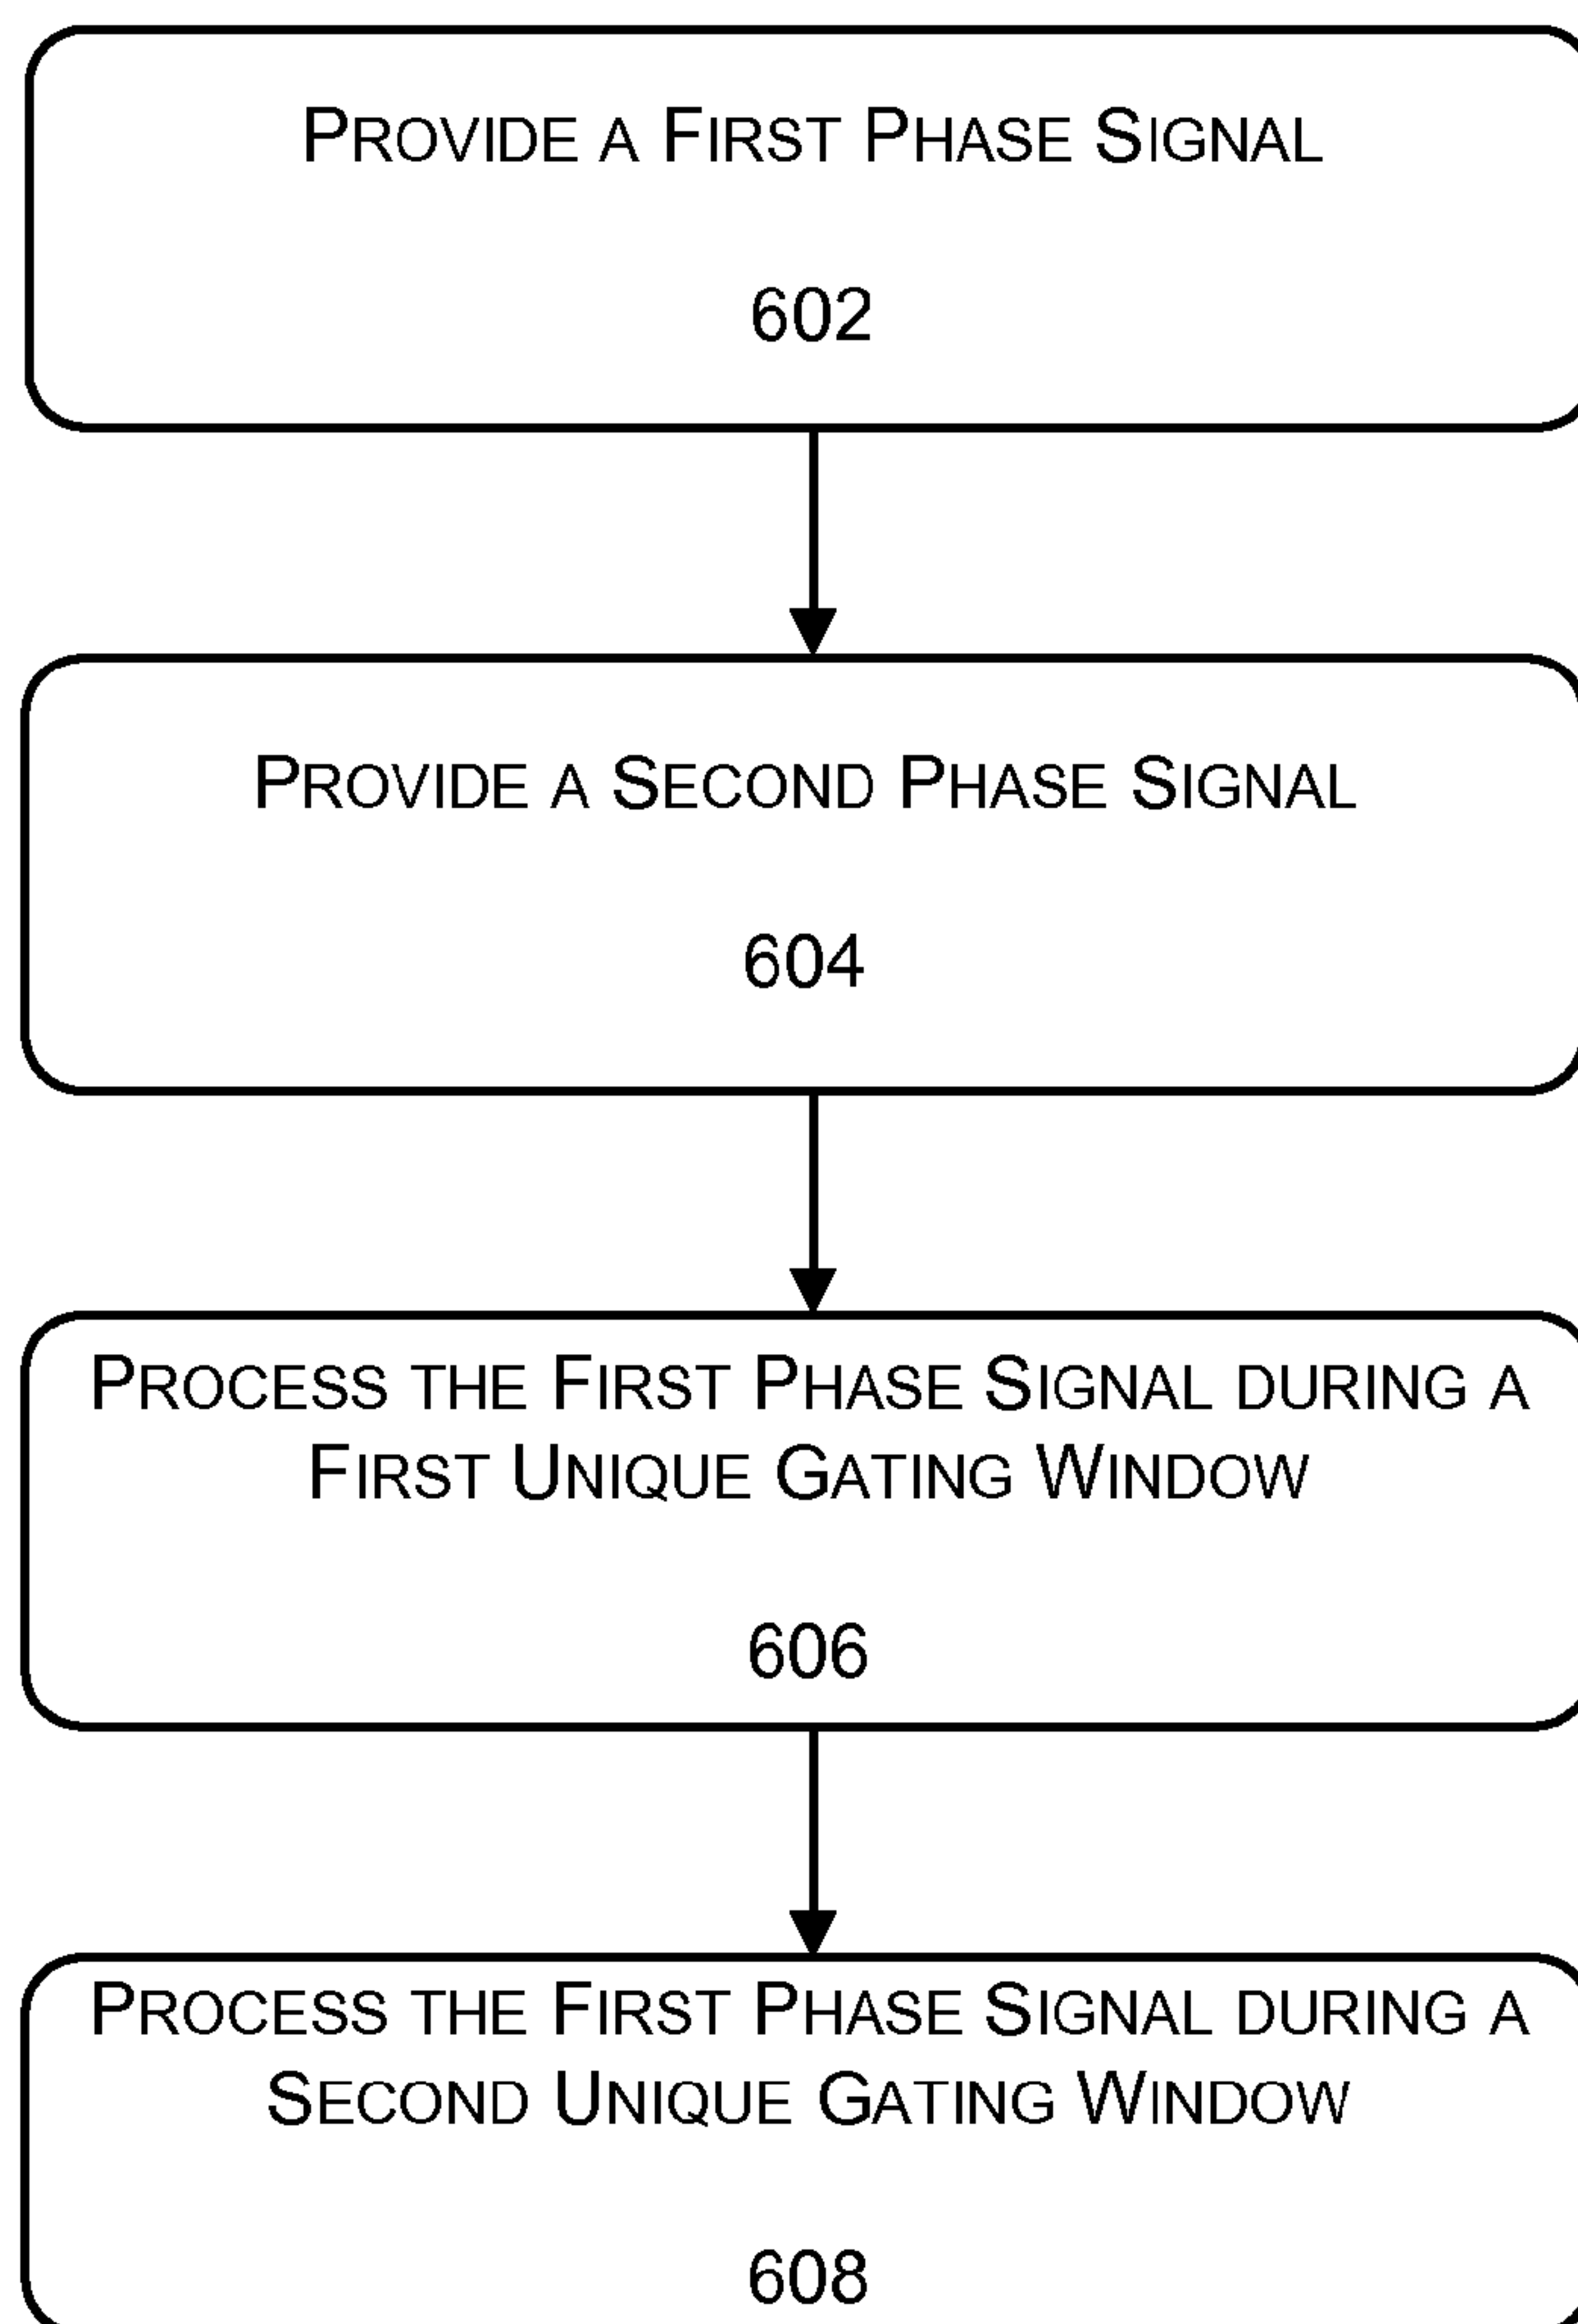 PROVIDE A FIRST PHASE SIGNAL
602
PROVIDE A SECOND PHASE SIGNAL
604
PROCESS THE FIRST PHASE SIGNAL DURING A
FIRST UNIQUE GATING WINDOW
606
PROCESS THE FIRST PHASE SIGNAL DURING A
SECOND UNIQUE GATING WINDOW
608